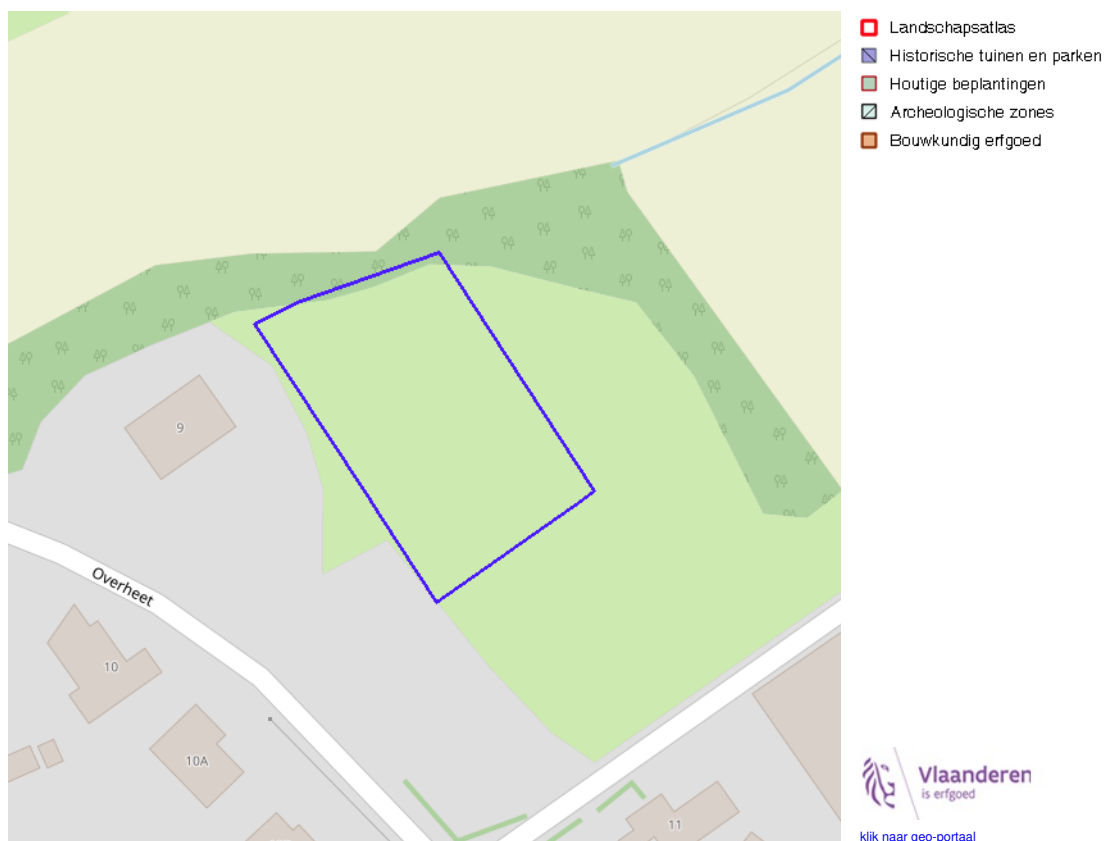 Landschapsatlas
Historische tuinen en parken
Houtige beplantingen
Archeologische zones
Bouwkundig erfgoed
9
Overheet
10
10A
11
Vlaanderen
is erfgoed
klik naar geo-portaal